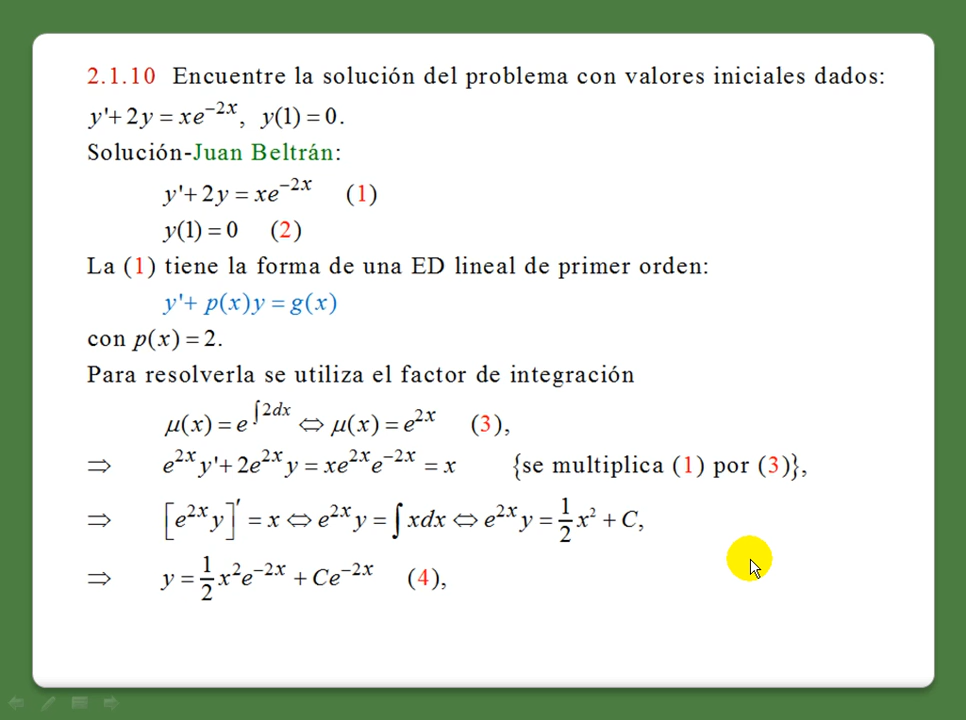 2.1.10 Encuentre la solución del problema con valores iniciales dados:
y'+ 2y = xe^{-2x}, y(1) = 0.
Solución-Juan Beltrán:
y'+ 2y = xe^{-2x} (1)
y(1) = 0 (2)
La (1) tiene la forma de una ED lineal de primer orden:
y'+ p(x)y = g(x)
con p(x) = 2.
Para resolverla se utiliza el factor de integración
μ(x) = e^{∫2dx} ⇔ μ(x) = e^{2x} (3),
⇒ e^{2x}y'+ 2e^{2x}y = xe^{2x}e^{-2x} = x {se multiplica (1) por (3)},
⇒ [e^{2x}y]' = x ⇔ e^{2x}y = ∫xdx ⇔ e^{2x}y = \frac{1}{2}x^2 + C,
⇒ y = \frac{1}{2}x^2e^{-2x} + Ce^{-2x} (4),